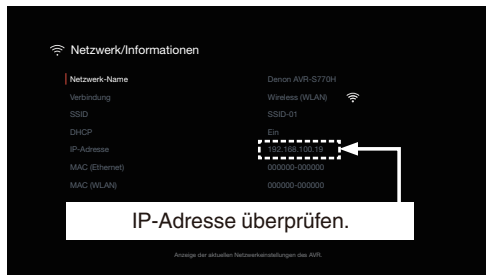 Netzwerk/Informationen
Netzwerk-Name Denon AVR-S770H
Verbindung Wireless (WLAN)
SSID SSID-01
DHCP Ein
IP-Adresse 192.168.100.19
MAC (Ethernet) 000000-000000
MAC (WLAN) 000000-000000
IP-Adresse überprüfen.
Anzeige der aktuellen Netzwerkeinstellungen des AVR.